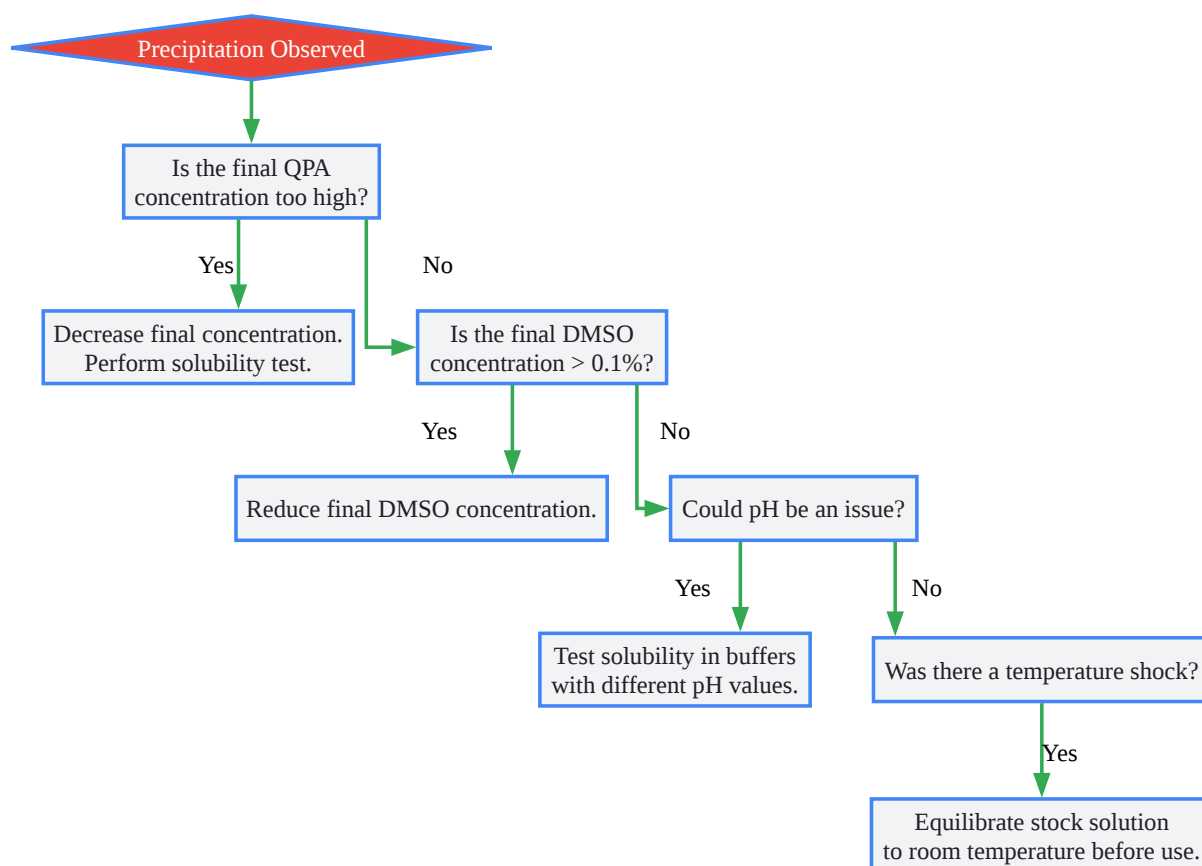 Precipitation Observed
Is the final QPA
concentration too high?
Yes
No
Decrease final concentration.
Perform solubility test.
Is the final DMSO
concentration > 0.1%?
Yes
No
Reduce final DMSO concentration.
Could pH be an issue?
Yes
No
Test solubility in buffers
with different pH values.
Was there a temperature shock?
Yes
Equilibrate stock solution
to room temperature before use.